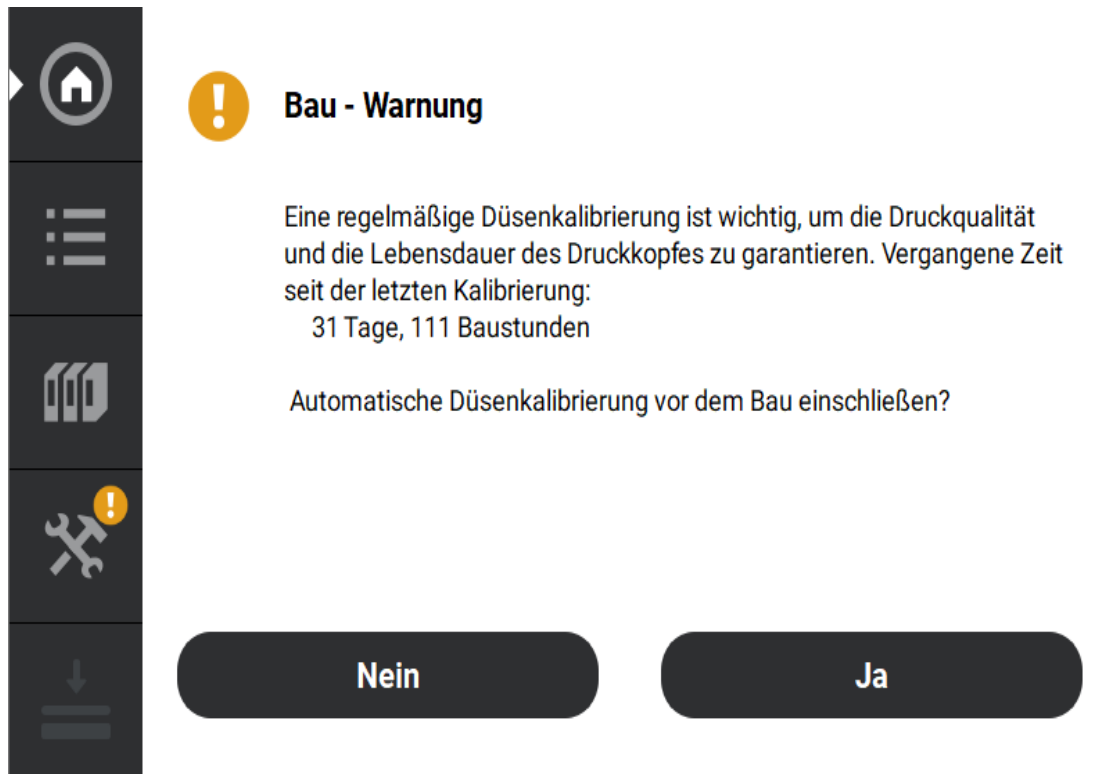 Bau - Warnung
Eine regelmäßige Düsenkalibrierung ist wichtig, um die Druckqualität
und die Lebensdauer des Druckkopfes zu garantieren. Vergangene Zeit
seit der letzten Kalibrierung:
31 Tage, 111 Baustunden
Automatische Düsenkalibrierung vor dem Bau einschließen?
Nein
Ja